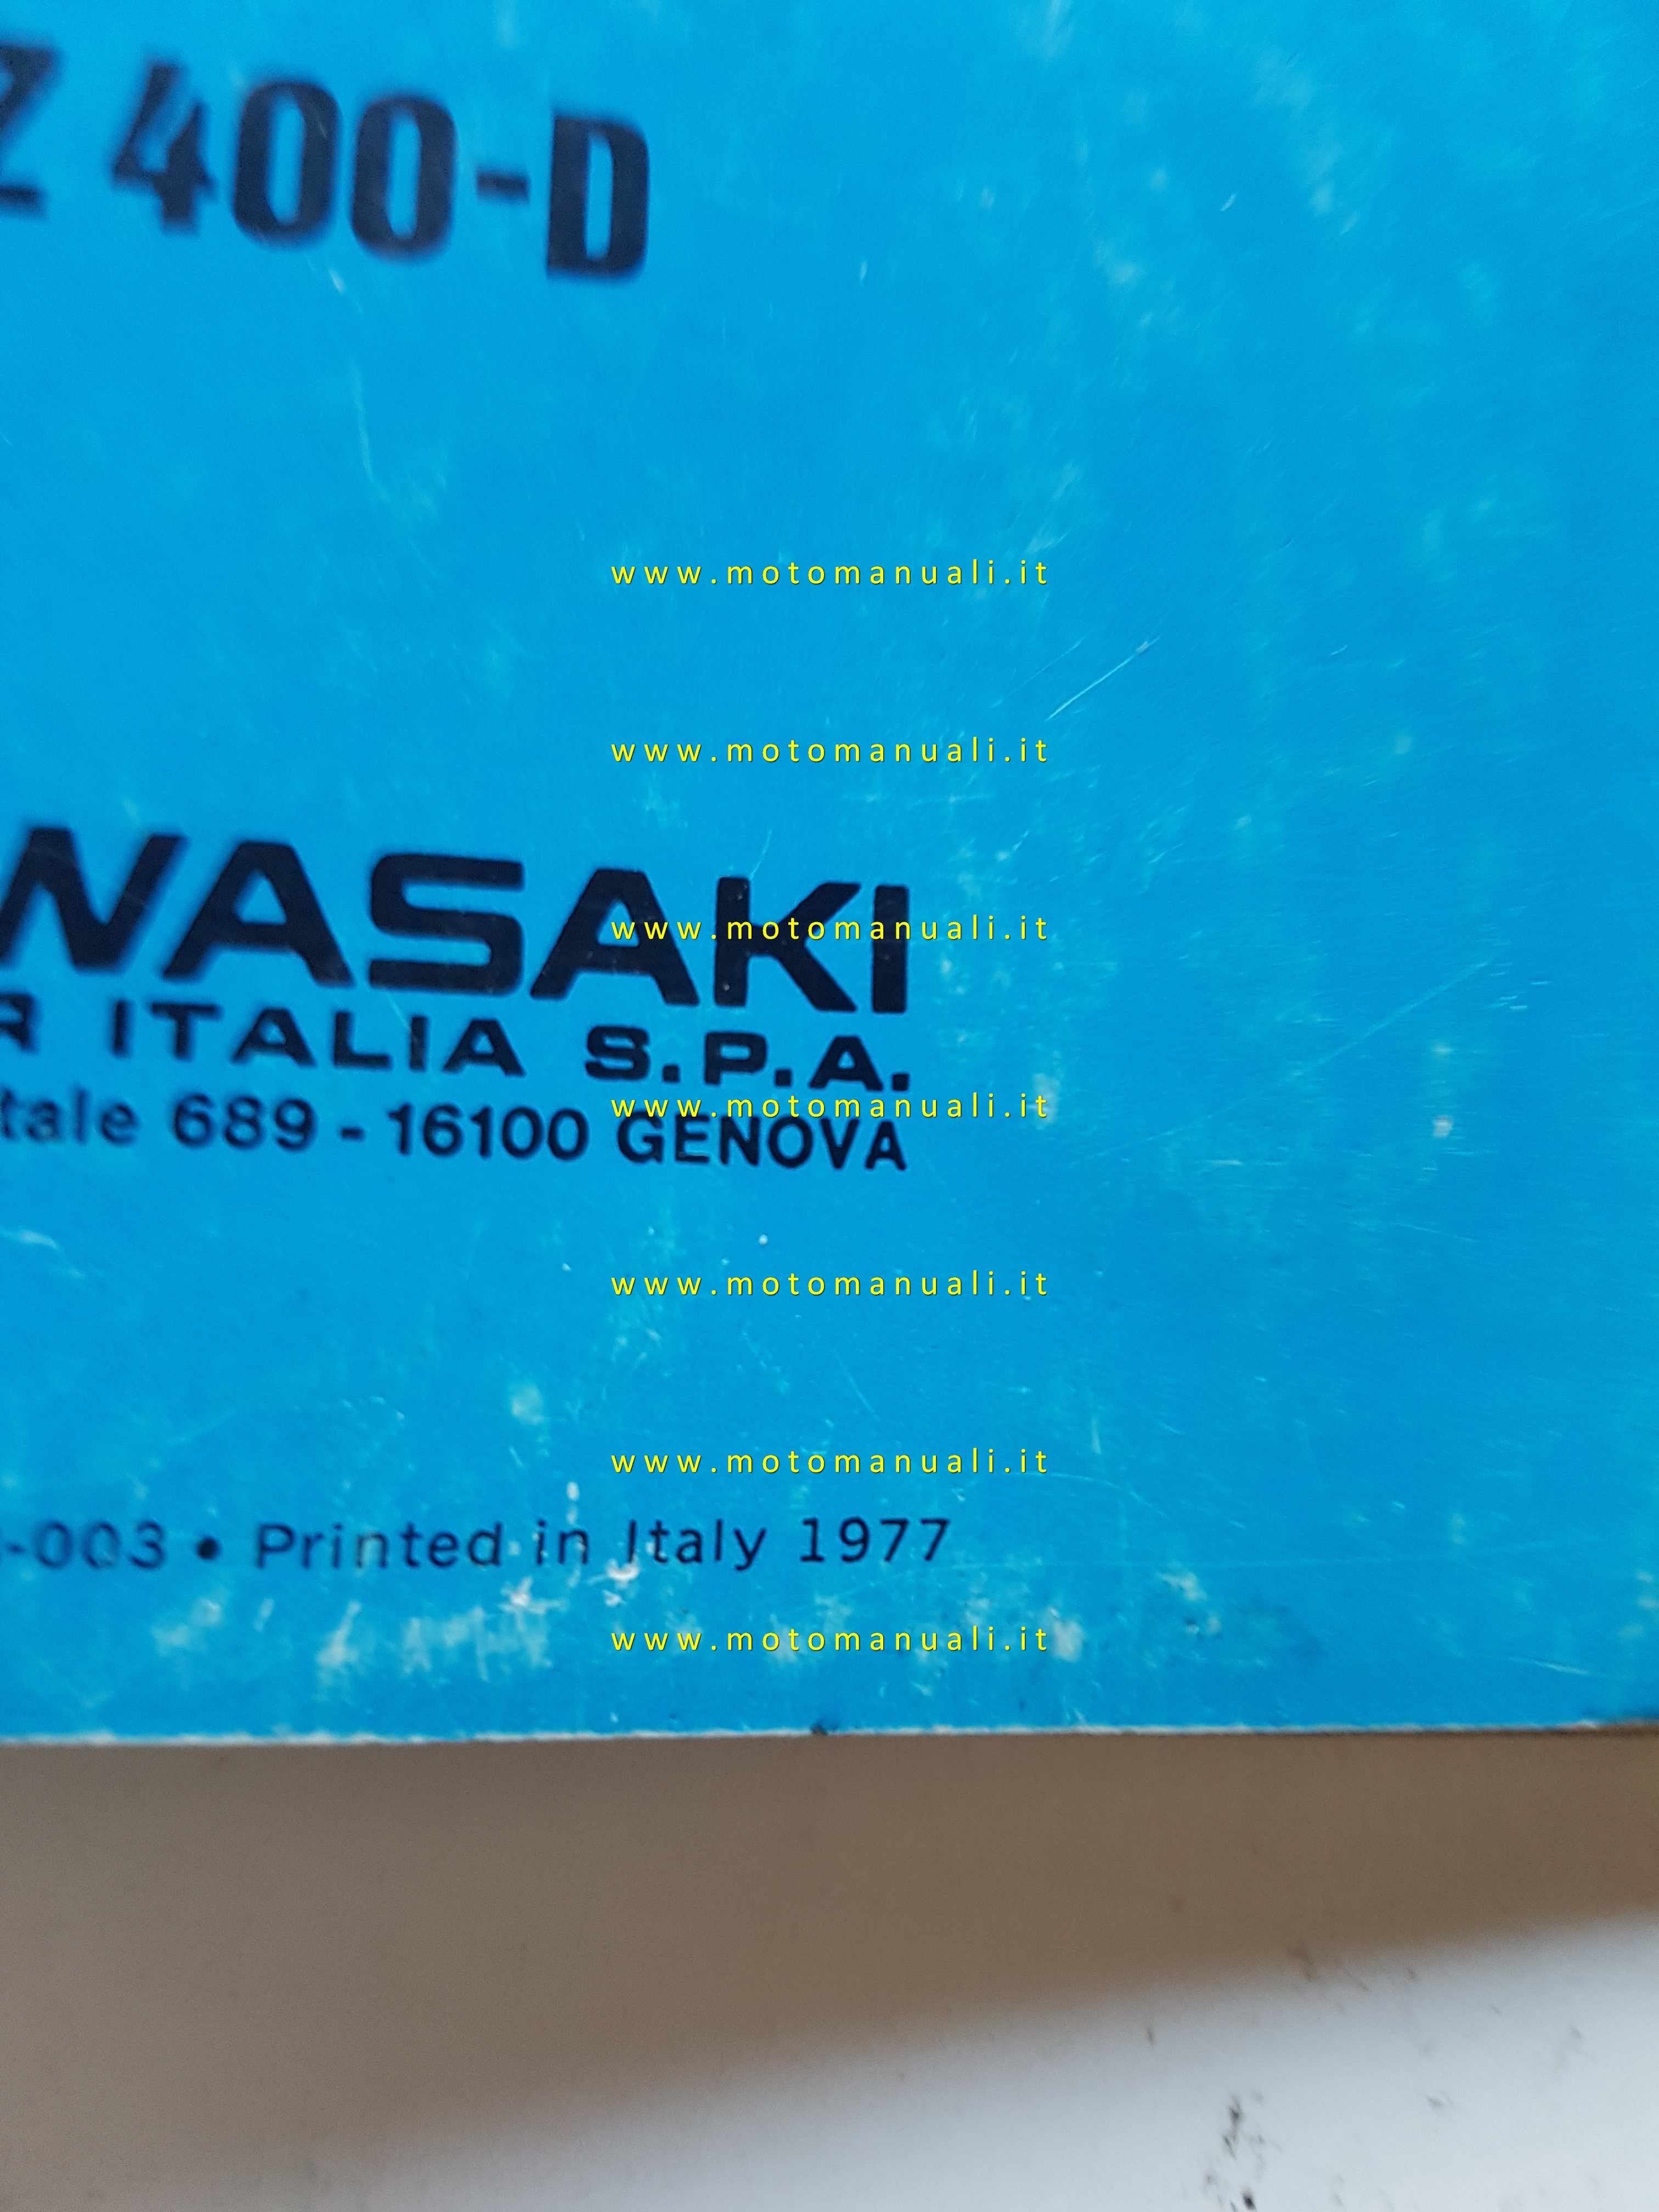 Z 400-D
www.motomanuali.it
www.motomanuali.it
WASAKI
www.motomanuali.it
R ITALIA S.P.A.
tale 689 - 16100 GENOVA
www.motomanuali.it
www.motomanuali.it
www.motomanuali.it
-003 • Printed in Italy 1977
www.motomanuali.it